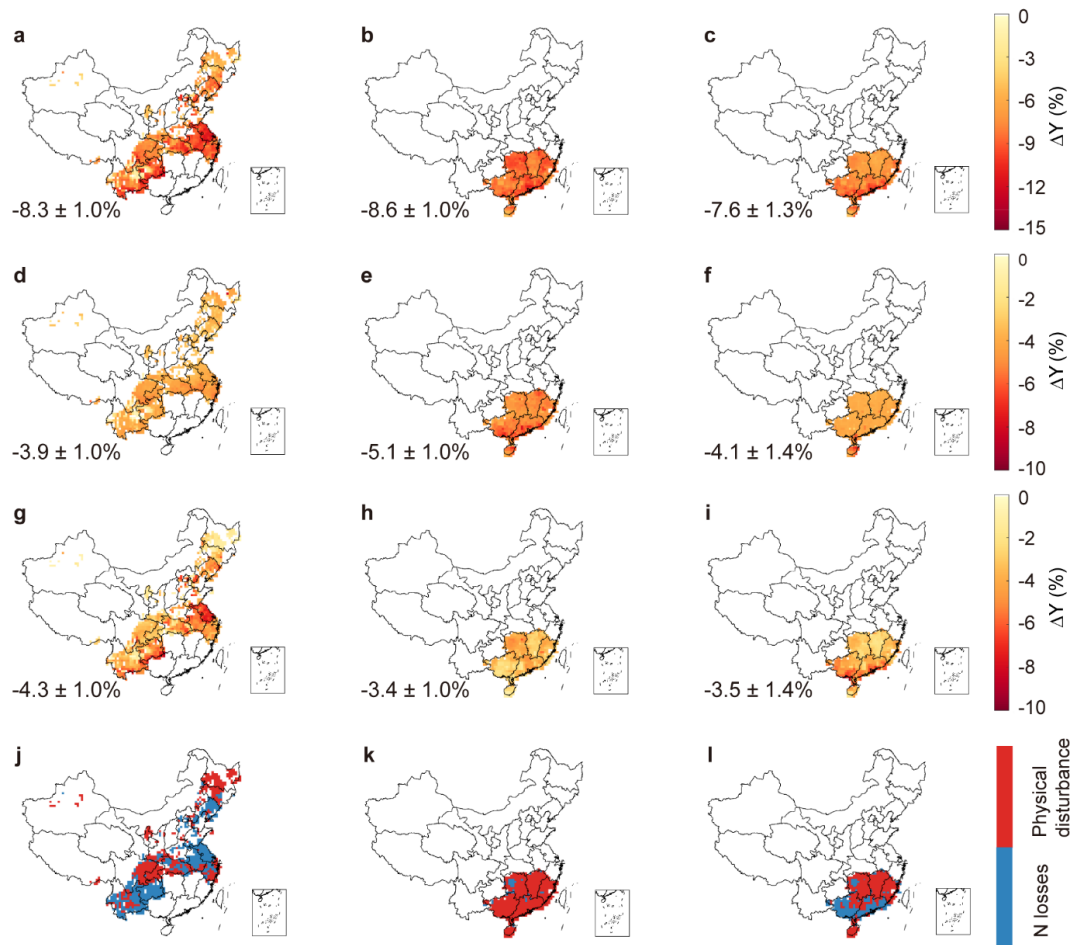 a
b
c
0
-3
-6
-9
-12
-15
ΔY (%)
-8.3 ± 1.0%
-8.6 ± 1.0%
-7.6 ± 1.3%
d
e
f
0
-2
-4
-6
-8
-10
ΔY (%)
-3.9 ± 1.0%
-5.1 ± 1.0%
-4.1 ± 1.4%
g
h
i
0
-2
-4
-6
-8
-10
ΔY (%)
-4.3 ± 1.0%
-3.4 ± 1.0%
-3.5 ± 1.4%
j
k
l
Physical
disturbance
N losses